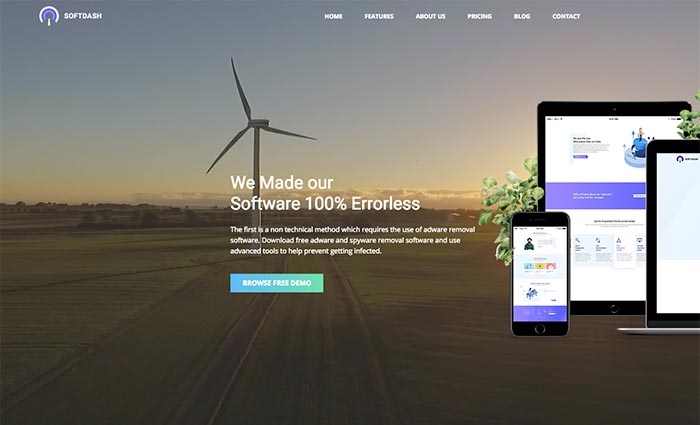 SOFTDASH
HOME FEATURES ABOUT US PRICING BLOG CONTACT
We Made our
Software 100% Errorless
The first is a non technical method which requires the use of adware removal
software. Download free adware and spyware removal software and use
advanced tools to help prevent getting infected.
BROWSE FREE DEMO
SOFTDASH